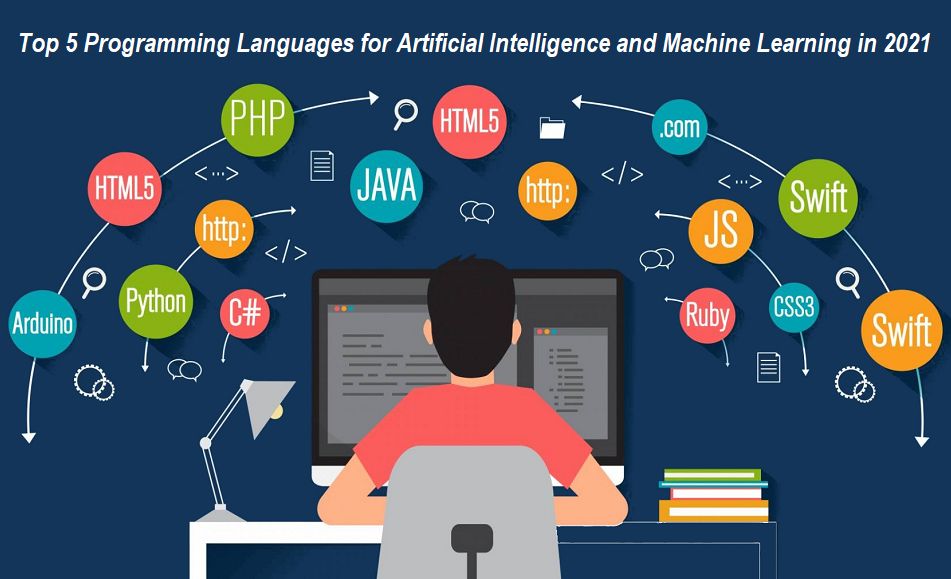 Top 5 Programming Languages for Artificial Intelligence and Machine Learning in 2021
PHP
HTML5
.com
HTML5
JAVA
http:
Swift
http:
JS
Python
C#
Ruby
CSS3
Arduino
Swift